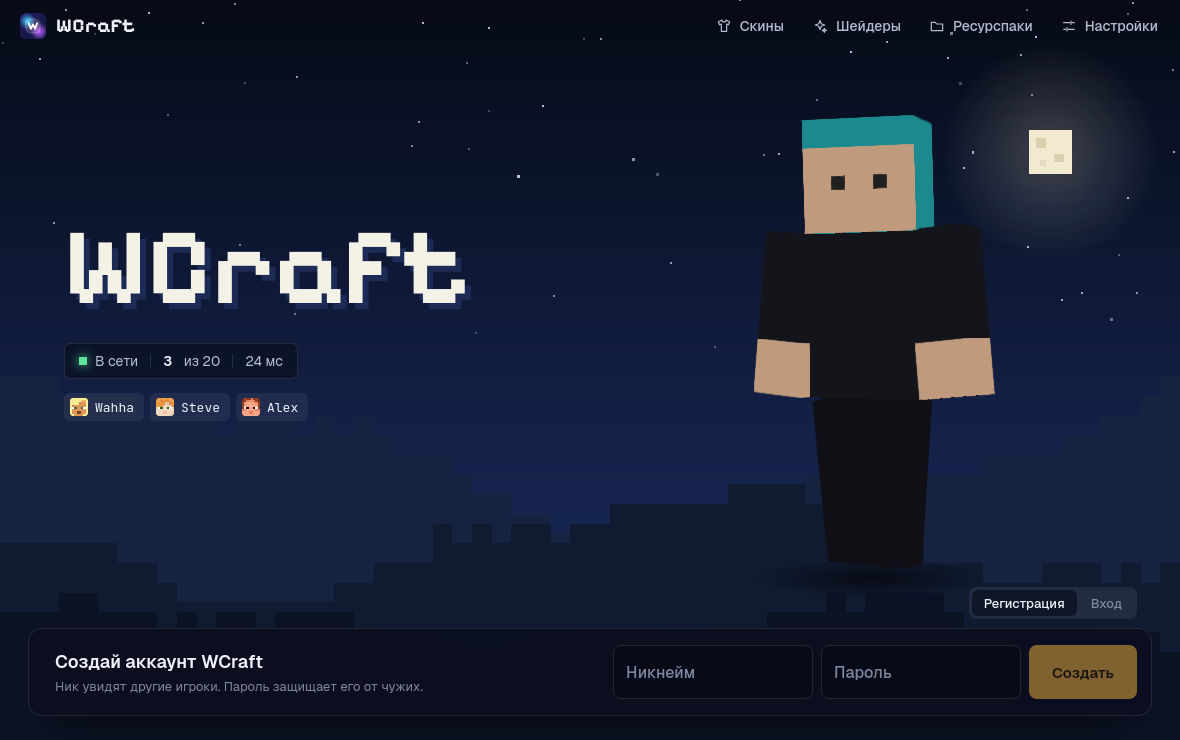 WCraft
Скины
Шейдеры
Ресурспаки
Настройки
WCraft
В сети 3 из 20 24 мс
Wahha
Steve
Alex
Регистрация
Вход
Создай аккаунт WCraft
Ник увидят другие игроки. Пароль защищает его от чужих.
Никнейм
Пароль
Создать